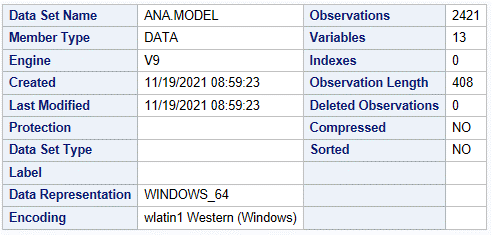 Data Set Name ANA.MODEL Observations 2421
Member Type DATA Variables 13
Engine V9 Indexes 0
Created 11/19/2021 08:59:23 Observation Length 408
Last Modified 11/19/2021 08:59:23 Deleted Observations 0
Protection Compressed NO
Data Set Type Sorted NO
Label
Data Representation WINDOWS_64
Encoding wlatin1 Western (Windows)